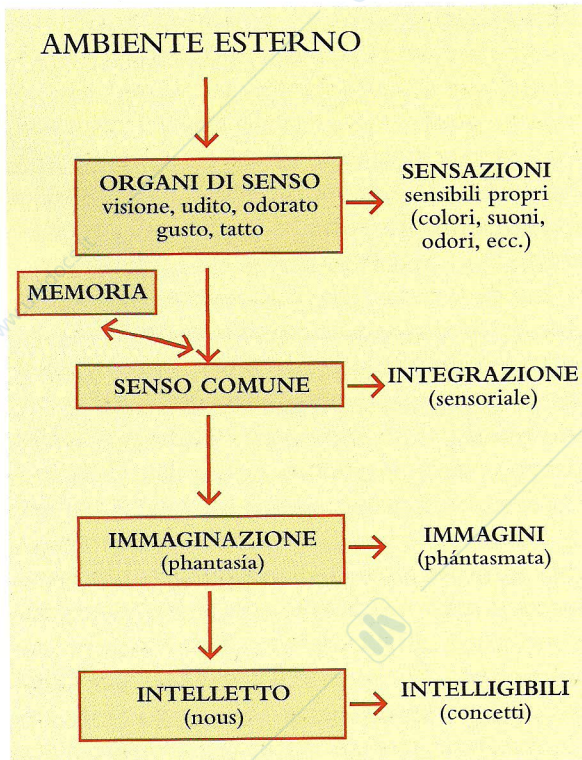 AMBIENTE ESTERNO
ORGANI DI SENSO
visione, udito, odorato
gusto, tatto
SENSAZIONI
sensibili propri
(colori, suoni,
odori, ecc.)
MEMORIA
SENSO COMUNE
INTEGRAZIONE
(sensoriale)
IMMAGINAZIONE
(phantasía)
IMMAGINI
(phántasmata)
INTELLETTO
(nous)
INTELLIGIBILI
(concetti)